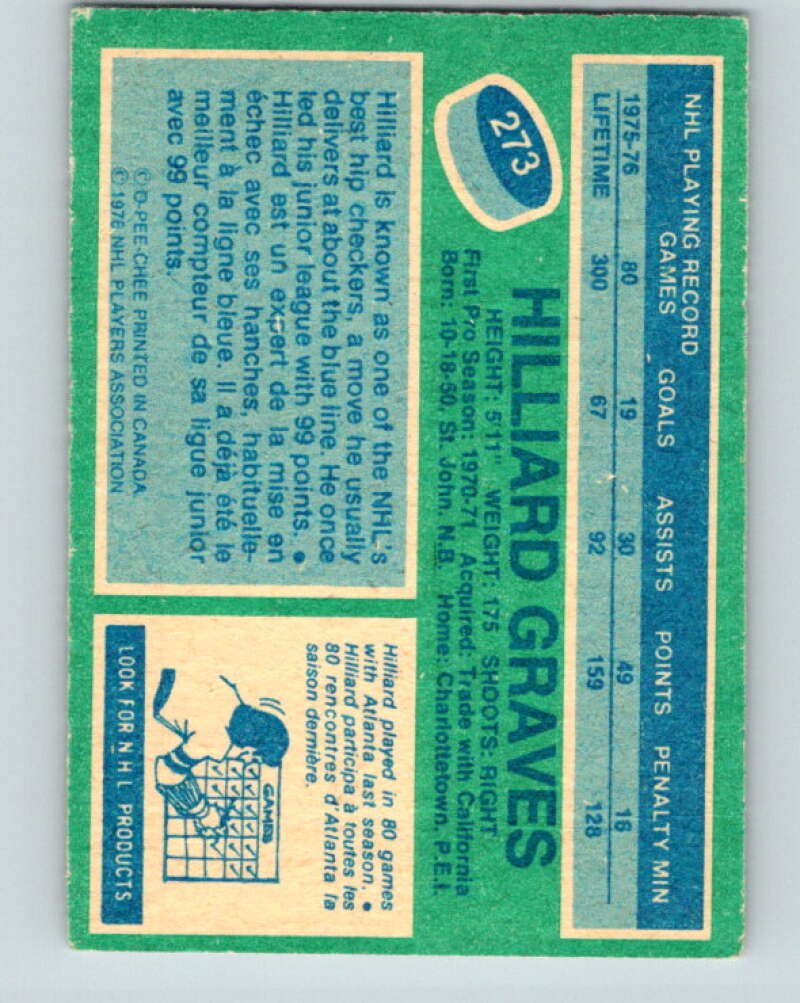 NHL PLAYING RECORD
GAMES GOALS ASSISTS POINTS PENALTY MIN
1975-76 80 19 30 49 16
LIFETIME 300 67 92 159 128
273
HILLIARD GRAVES
HEIGHT: 5'11" WEIGHT: 175 SHOOTS: RIGHT
First Pro Season: 1970-71 Acquired: Trade with California
Born: 10-18-50, St. John, N.B. Home: Charlottetown, P.E.I.
Hilliard is known as one of the NHL's
best hip checkers, a move he usually
delivers at about the blue line. He once
led his junior league with 99 points. •
Hilliard est un expert de la mise en
échec avec ses hanches, habituelle-
ment à la ligne bleue. Il a déjà été le
meilleur compteur de sa ligue junior
avec 99 points.
© O-PEE-CHEE PRINTED IN CANADA
© 1976 NHL PLAYERS ASSOCIATION
Hilliard played in 80 games
with Atlanta last season. •
Hilliard participa à toutes les
80 rencontres d'Atlanta la
saison dernière.
GAMES
LOOK FOR NHL PRODUCTS